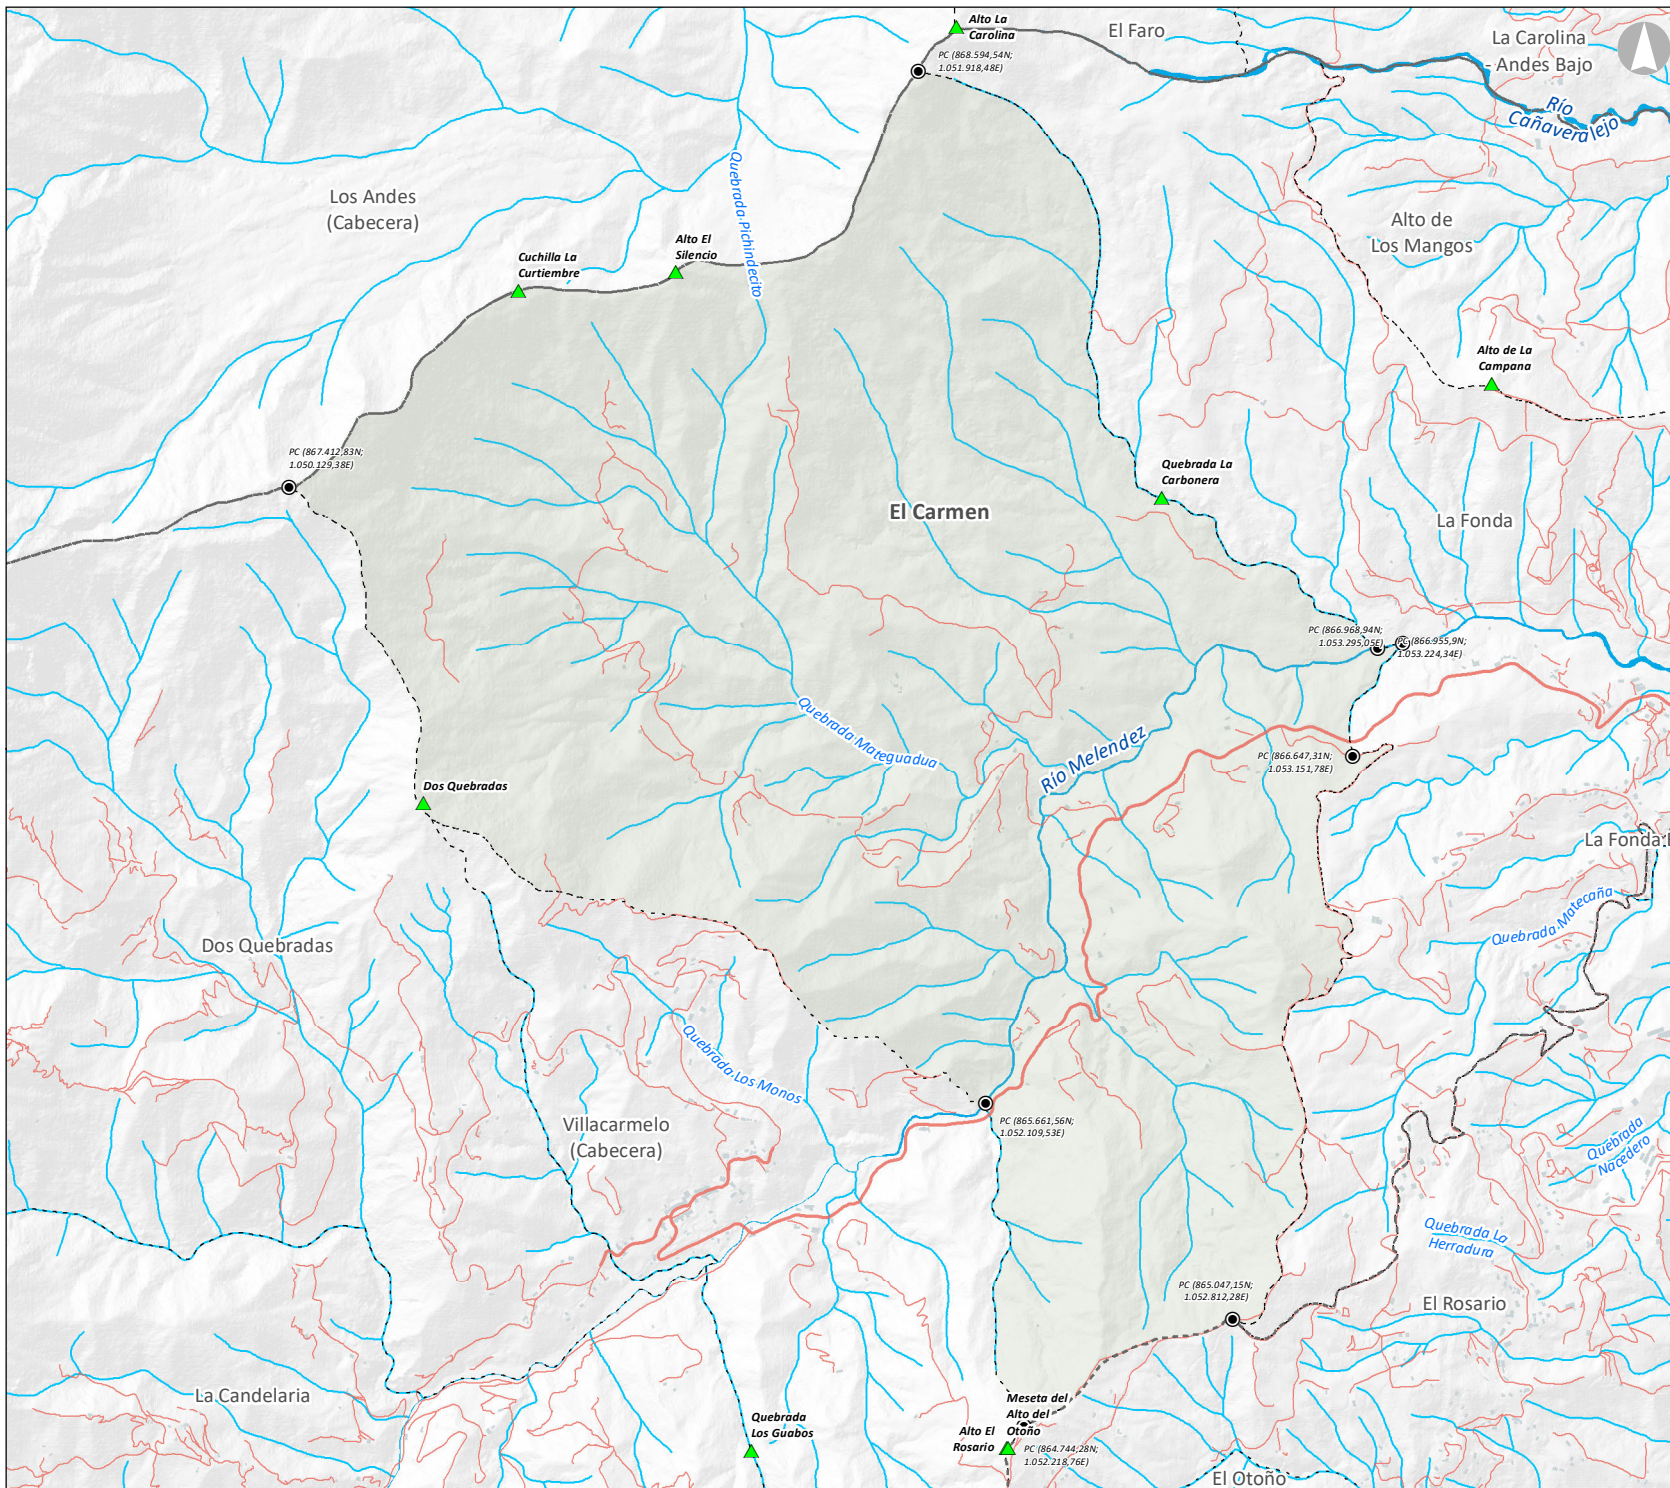 Alto La
Carolina
El Faro
La Carolina
- Andes Bajo
PC (868.594,54N;
1.051.918,48E)
Río
Cañaveralejo
Quebrada Pichindecito
Los Andes
(Cabecera)
Alto de
Los Mangos
Alto El
Silencio
Cuchilla La
Curtiembre
Alto de La
Campana
PC (867.412,83N;
1.050.129,38E)
Quebrada La
Carbonera
El Carmen
La Fonda
PC (866.968,94N;
1.053.295,05E)
PC (866.955,9N;
1.053.224,34E)
Quebrada Mateguadua
Río Melendez
PC (866.647,31N;
1.053.151,78E)
Dos Quebradas
La Fonda
Quebrada Matecaña
Dos Quebradas
Quebrada Los Monos
Villacarmelo
(Cabecera)
PC (865.661,56N;
1.052.109,53E)
Quebrada
Nacedero
Quebrada La
Herradura
PC (865.047,15N;
1.052.812,28E)
El Rosario
La Candelaria
Meseta del
Alto del
Otoño
Quebrada
Los Guabos
Alto El
Rosario
PC (864.744,28N;
1.052.218,76E)
El Otoño